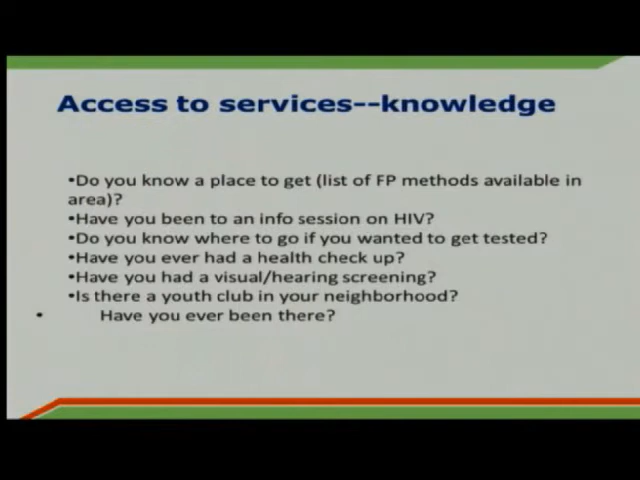 Access to services--knowledge
•Do you know a place to get (list of FP methods available in
area)?
•Have you been to an info session on HIV?
•Do you know where to go if you wanted to get tested?
•Have you ever had a health check up?
•Have you had a visual/hearing screening?
•Is there a youth club in your neighborhood?
• Have you ever been there?